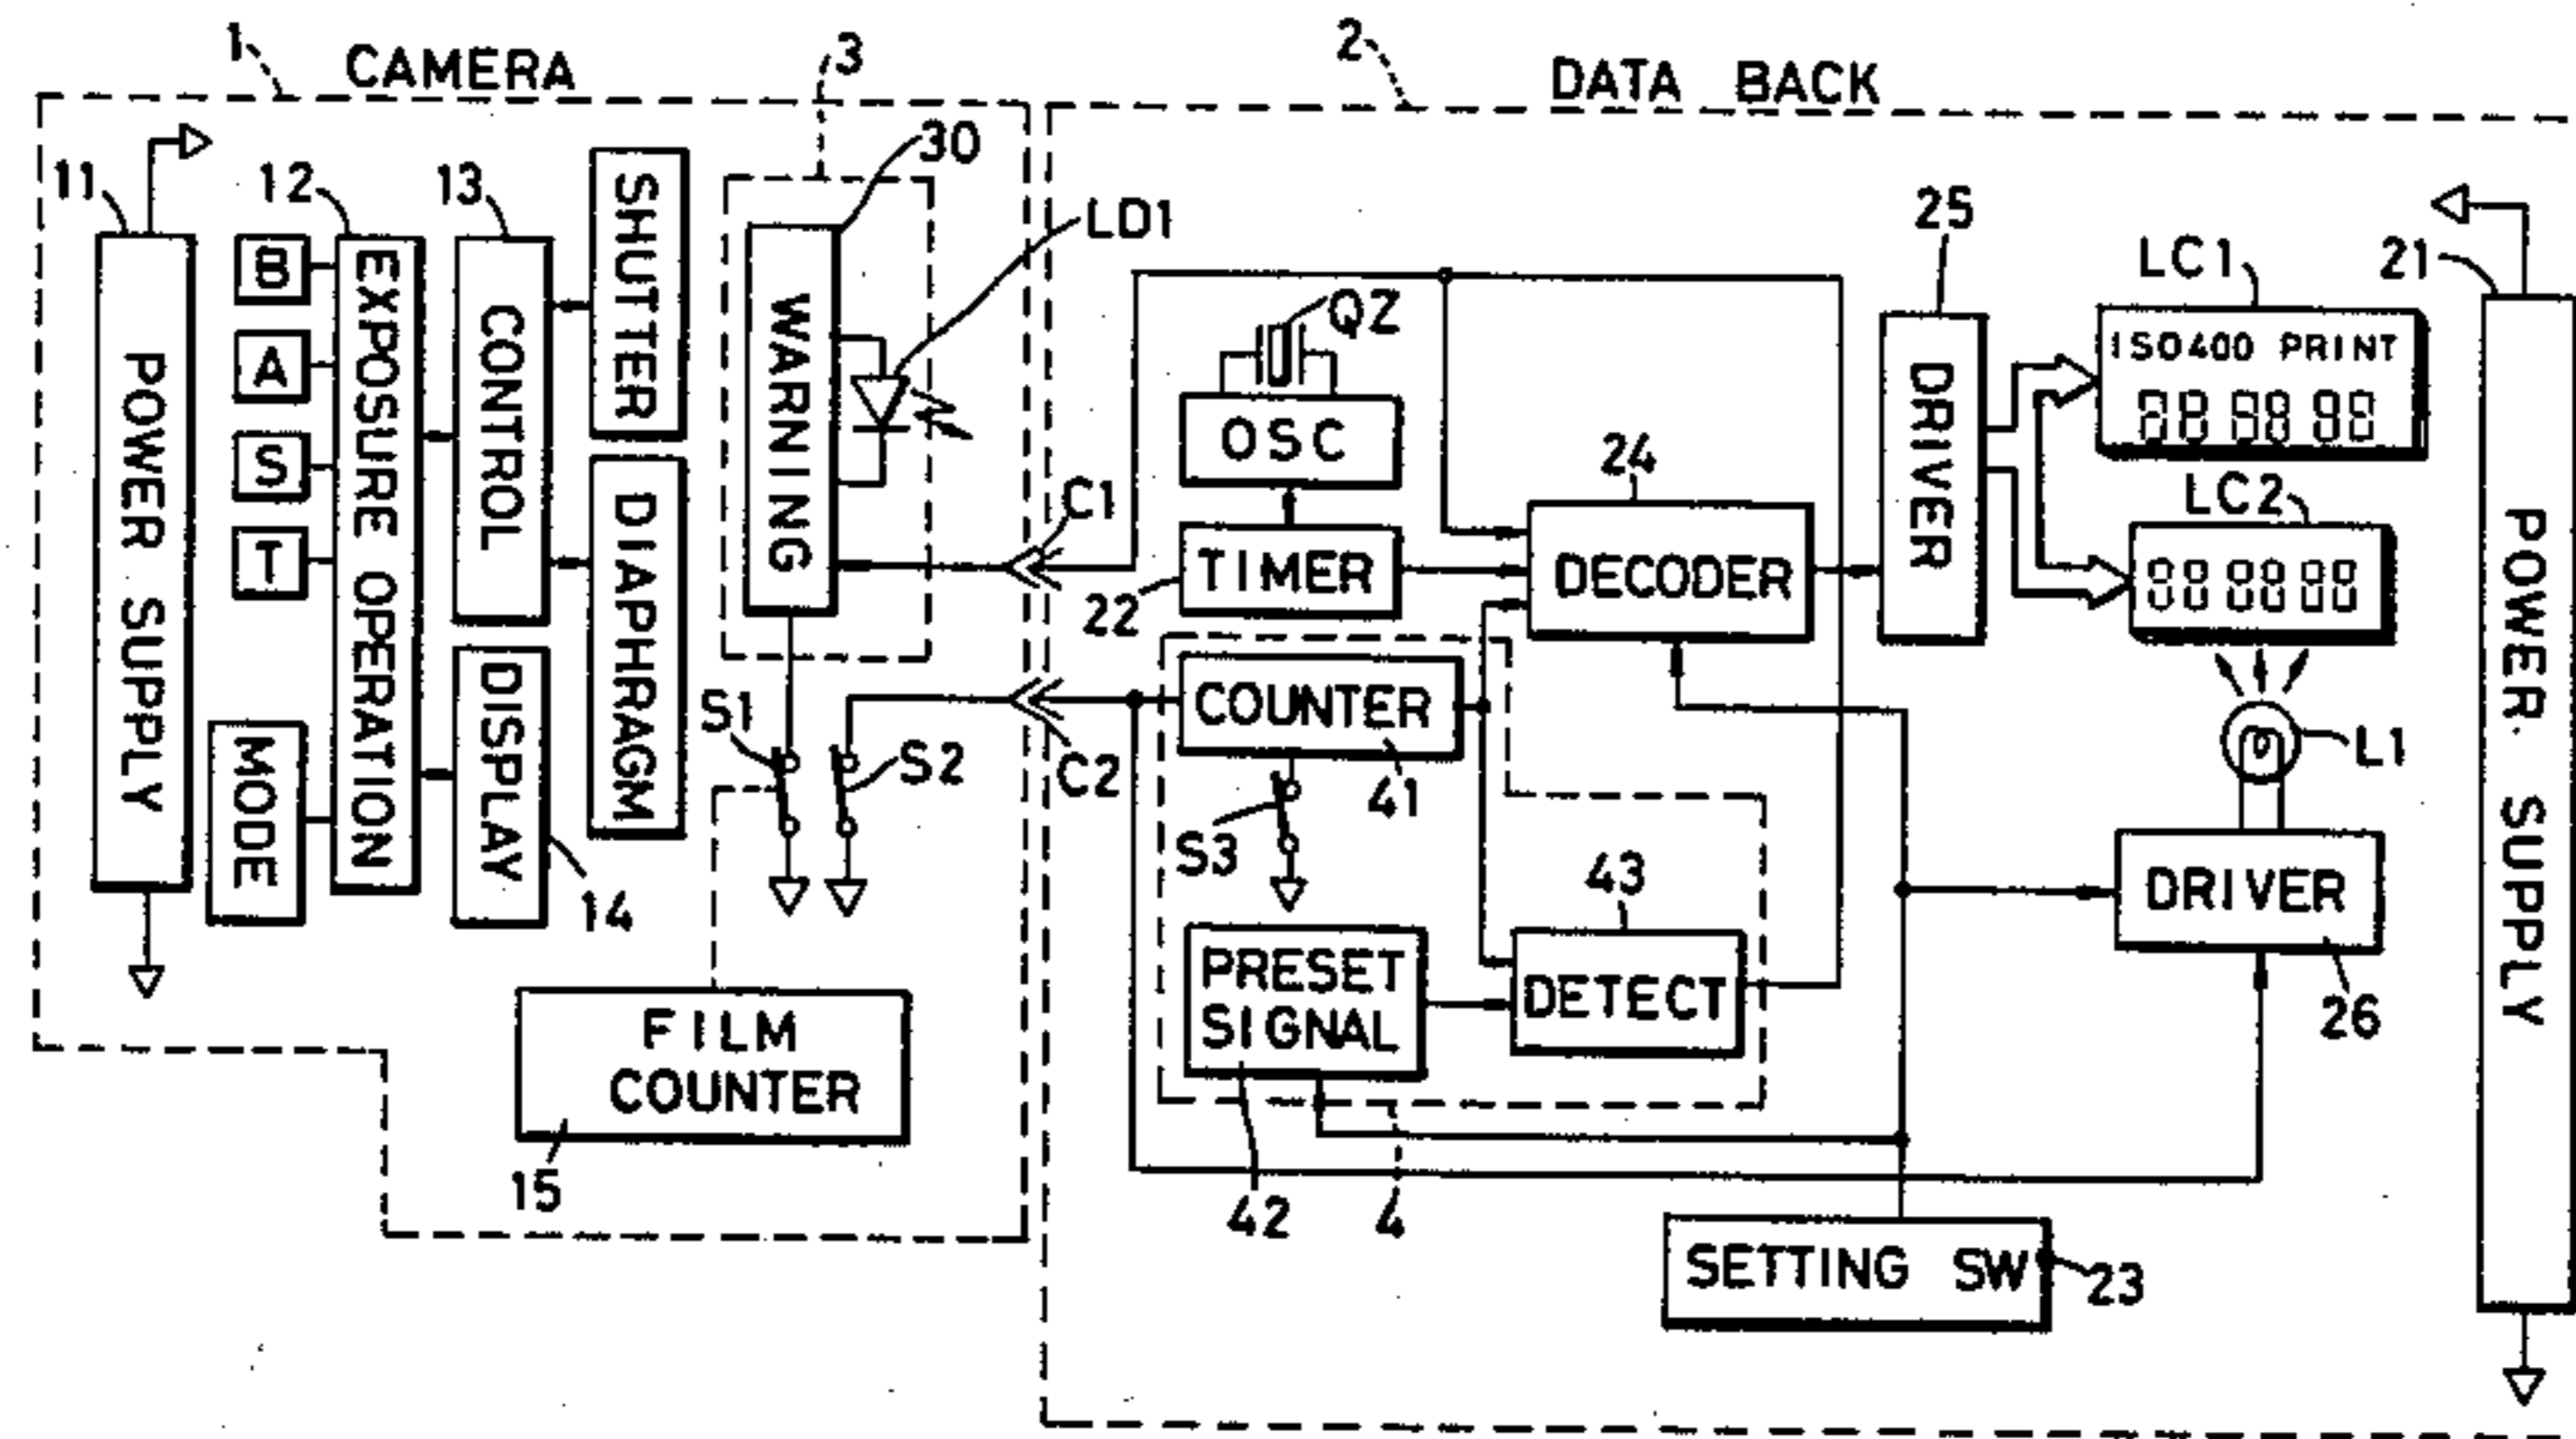 1
CAMERA
3
2
DATA BACK
30
11
12
13
SHUTTER
LD1
25
LC1
21
B
A
S
T
POWER SUPPLY
EXPOSURE OPERATION
CONTROL
WARNING
QZ
OSC
DRIVER
ISO400 PRINT
24
C1
LC2
22
TIMER
DECODER
88 88 88
DIAPHRAGM
DISPLAY
MODE
S1
S2
C2
COUNTER
41
S3
L1
POWER SUPPLY
14
43
DRIVER
26
PRESET
SIGNAL
DETECT
FILM
COUNTER
15
42
4
SETTING SW
23